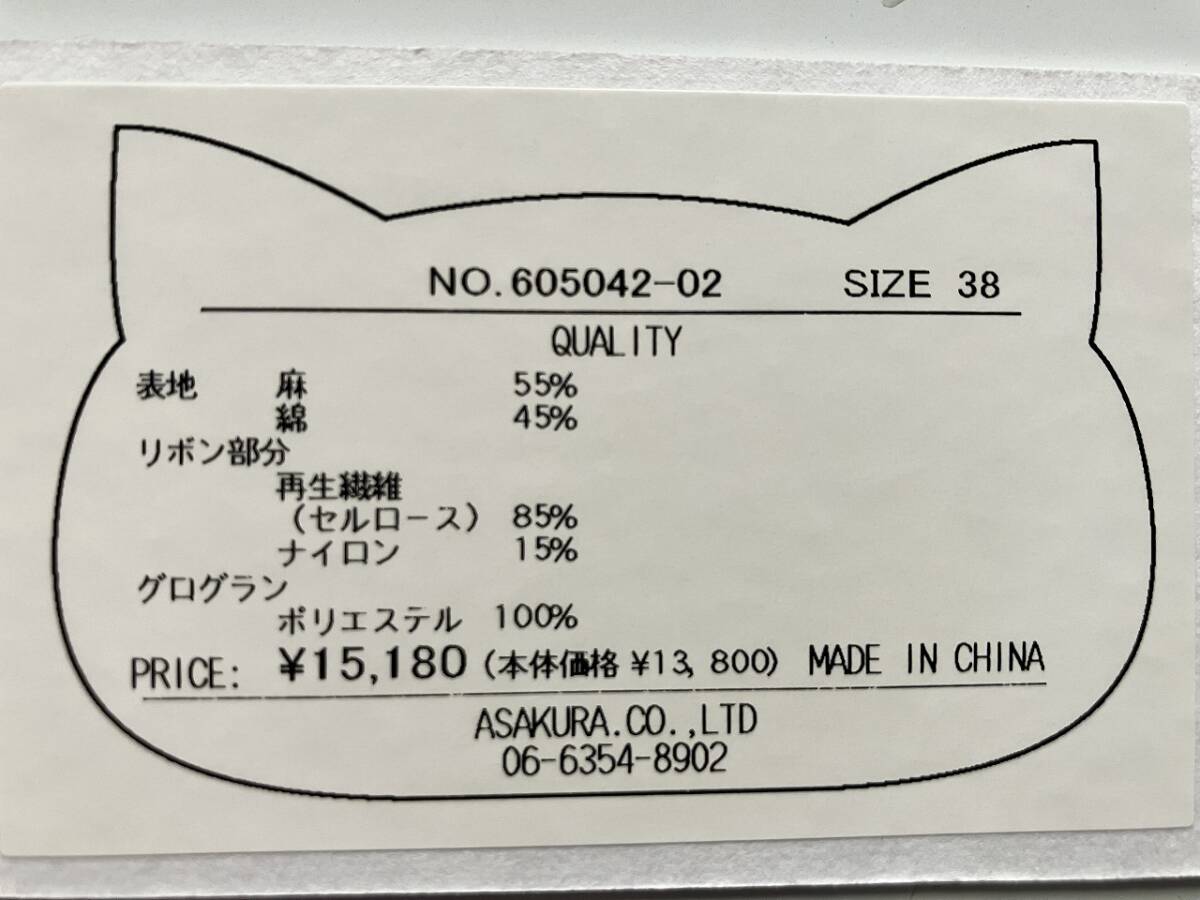 NO.605042-02 SIZE 38
QUALITY
表地 麻 55%
綿 45%
リボン部分
再生繊維
(セルロース) 85%
ナイロン 15%
グログラン
ポリエステル 100%
PRICE: ¥15,180 (本体価格 ¥13,800) MADE IN CHINA
ASAKURA.CO.,LTD
06-6354-8902